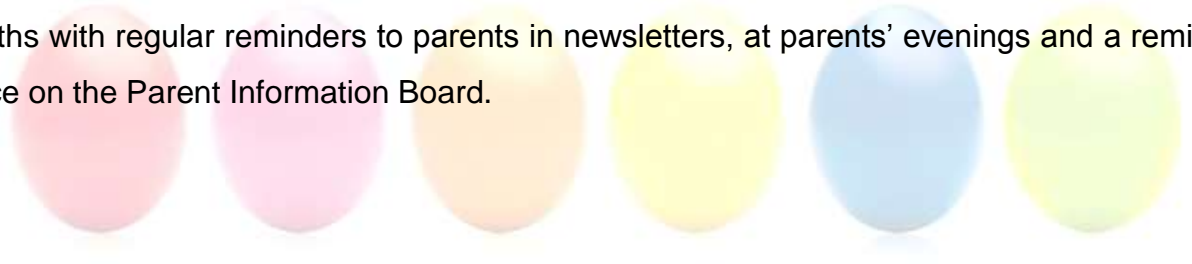 ths with regular reminders to parents in newsletters, at parents’ evenings and a remi
ce on the Parent Information Board.